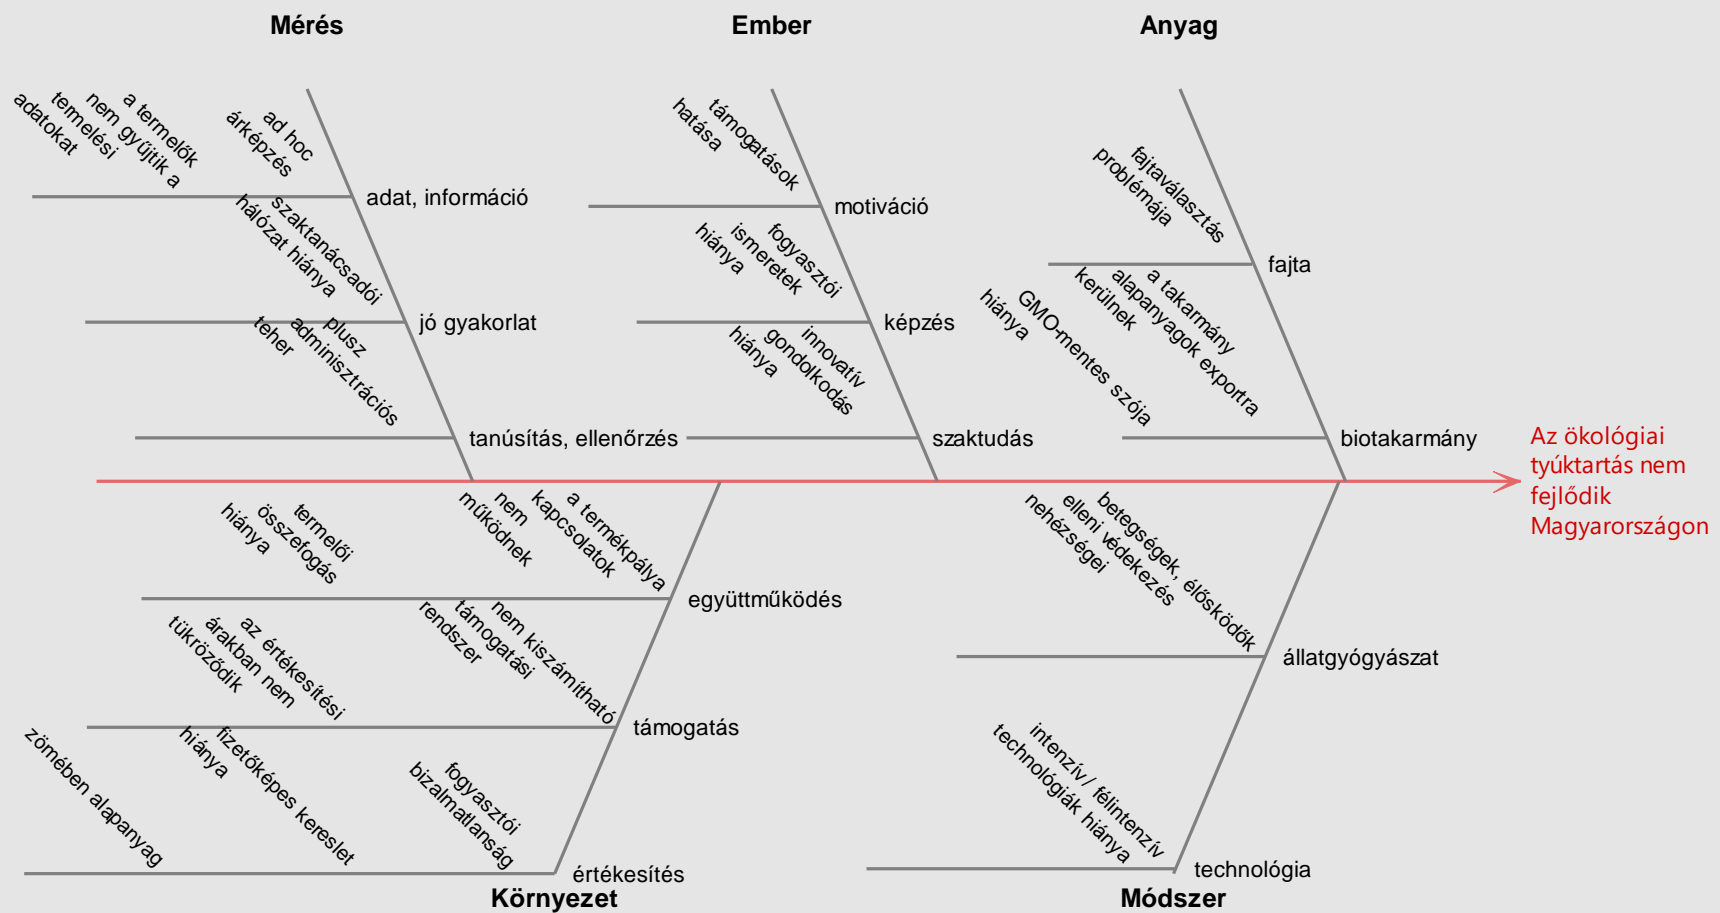 Mérés
Ember
Anyag
a termelők
nem gyűjtik a
termelési
adatokat
ad hoc
árképzés
adat, információ
szaktanácsadói
hálózat hiánya
jó gyakorlat
plusz
adminisztrációs
teher
tanúsítás, ellenőrzés
támogatások
hatása
motiváció
fogyasztói
ismeretek
hiánya
képzés
innovatív
gondolkodás
hiánya
szaktudás
fajtaválasztás
problémája
fajta
a takarmány
alapanyagok exportra
kerülnek
GMO-mentes szója
hiánya
biotakarmány
Az ökológiai
tyúktartás nem
fejlődik
Magyarországon
termelői
összefogás
hiánya
a termékpálya
kapcsolatok
nem
működnek
együttműködés
az értékesítési
árakban nem
tükröződik
nem kiszámítható
támogatási
rendszer
támogatás
zömében alapanyag
fizetőképes kereslet
hiánya
fogyasztói
bizalmatlanság
értékesítés
betegségek, élősködők
elleni védekezés
nehézségei
állatgyógyászat
intenzív/ félintenzív
technológiák hiánya
technológia
Környezet
Módszer